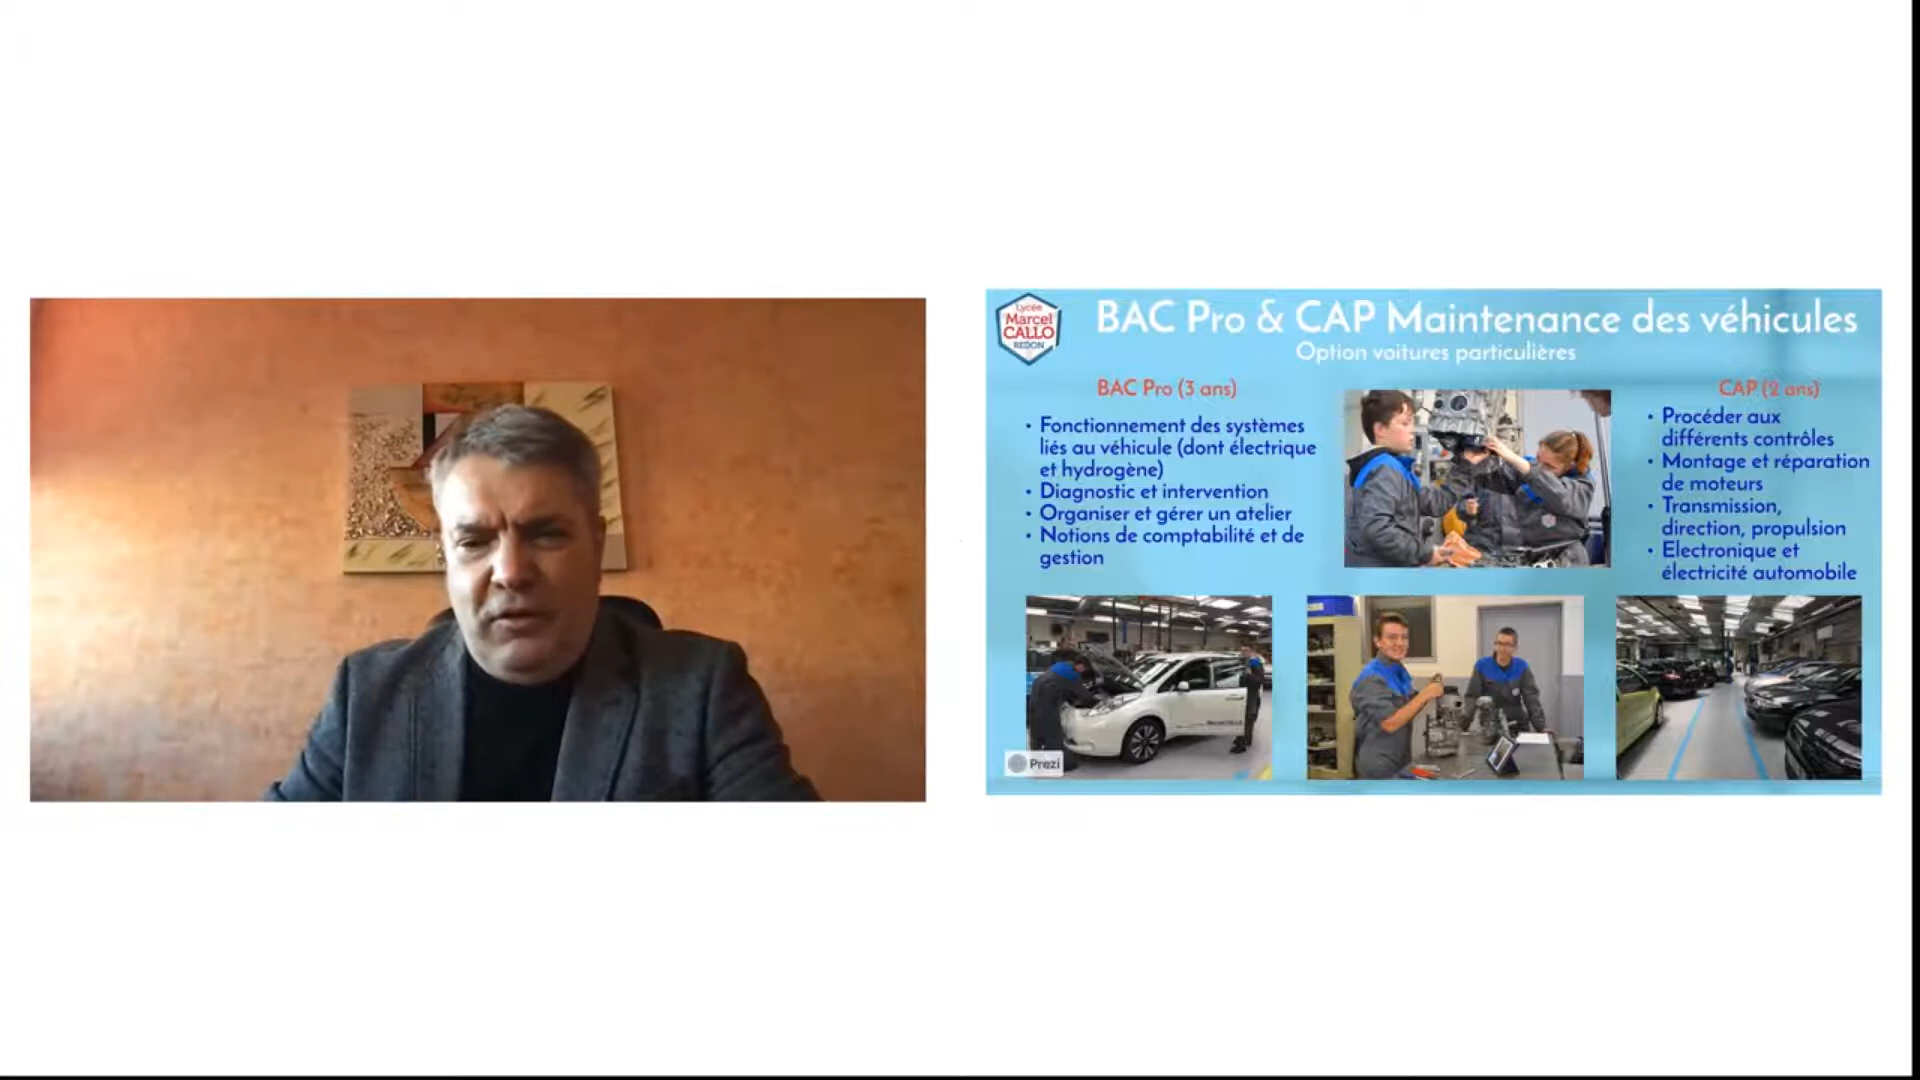 Lycée
Marcel
CALLO
REDON
BAC Pro & CAP Maintenance des véhicules
Option voitures particulières
BAC Pro (3 ans)
• Fonctionnement des systèmes
liés au véhicule (dont électrique
et hydrogène)
• Diagnostic et intervention
• Organiser et gérer un atelier
• Notions de comptabilité et de
gestion
CAP (2 ans)
• Procéder aux
différents contrôles
• Montage et réparation
de moteurs
• Transmission,
direction, propulsion
• Electronique et
électricité automobile
Prezi